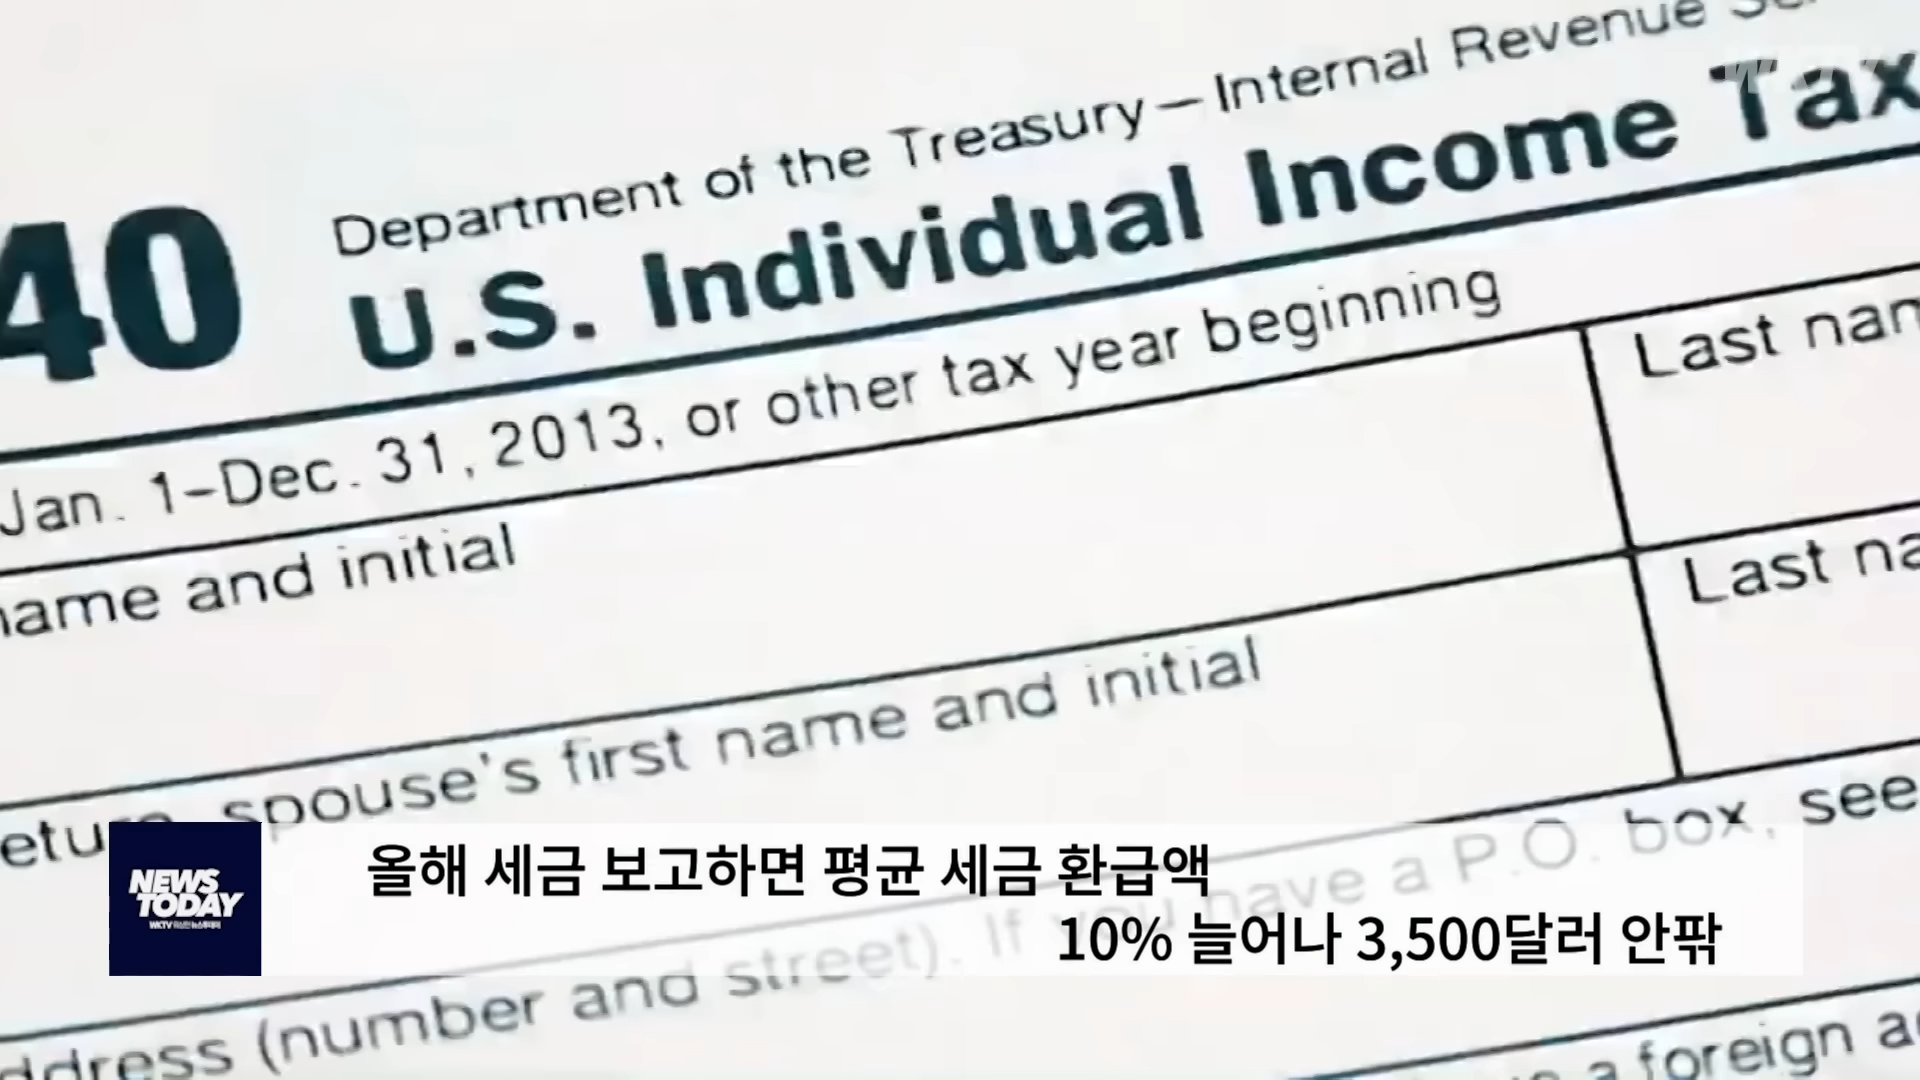 Department of the Treasury — Internal Revenue
40
U.S. Individual Income Tax
Jan. 1–Dec. 31, 2013, or other tax year beginning
name and initial
Last
Last
spouse's first name and initial
If you have a P.O. box, see
(number and street).
a foreign
NEWS
TODAY
WKTV
올해 세금 보고하면 평균 세금 환급액
10% 늘어나 3,500달러 안팎